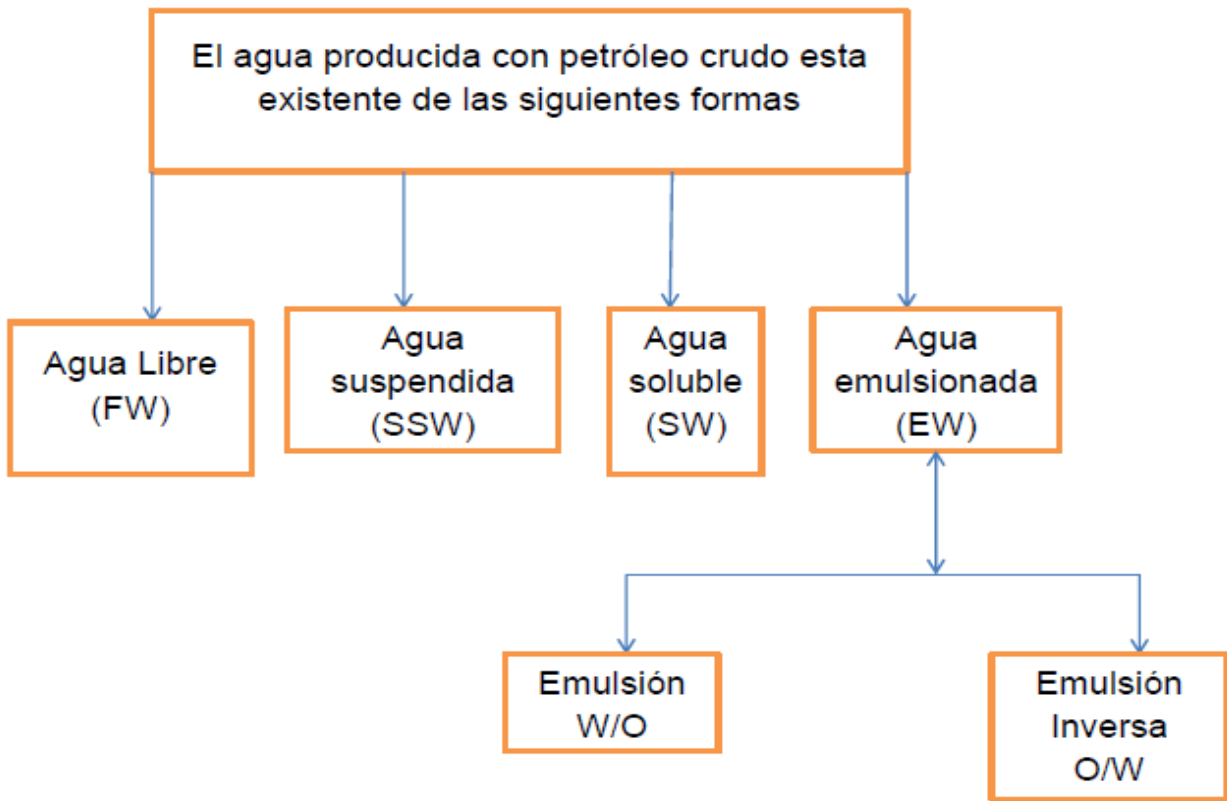 El agua producida con petróleo crudo esta
existente de las siguientes formas
Agua Libre
(FW)
Agua
suspendida
(SSW)
Agua
soluble
(SW)
Agua
emulsionada
(EW)
Emulsión
W/O
Emulsión
Inversa
O/W